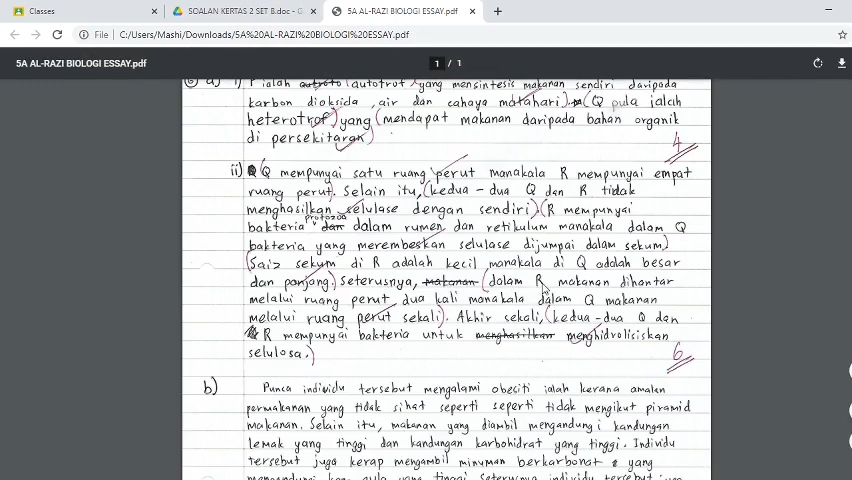 Classes
SOALAN KERTAS 2 SET B.doc - G
5A AL-RAZI BIOLOGI ESSAY.pdf
File
C:/Users/Mashi/Downloads/5A%20AL-RAZI%20BIOLOGI%20ESSAY.pdf
5A AL-RAZI BIOLOGI ESSAY.pdf
1 / 1
a) i) P ialah autotrof yang mensintesis makanan sendiri daripada
karbon dioksida, air dan cahaya matahari). (Q pula ialah
heterotrof) yang (mendapat makanan daripada bahan organik
di persekitaran)
4
ii) (Q mempunyai satu ruang perut manakala R mempunyai empat
ruang perut). Selain itu, (kedua-dua Q dan R tidak
menghasilkan selulase dengan sendiri). (R mempunyai
protozoa
bakteria dan dalam rumen dan retikulum manakala dalam Q
bakteria yang merembeskan selulase dijumpai dalam sekum)
(Saiz sekum di R adalah kecil manakala di Q adalah besar
dan panjang.) Seterusnya, makanan (dalam R makanan dihantar
melalui ruang perut dua kali manakala dalam Q makanan
melalui ruang perut sekali). Akhir sekali, (kedua-dua Q dan
R mempunyai bakteria untuk menghasilkan menghidrolisiskan
selulosa.)
6
b) Punca individu tersebut mengalami obesiti ialah kerana amalan
permakanan yang tidak sihat seperti seperti tidak mengikut piramid
makanan. Selain itu, makanan yang diambil mengandungi kandungan
lemak yang tinggi dan kandungan karbohidrat yang tinggi. Individu
tersebut juga kerap mengambil minuman berkarbonat yang